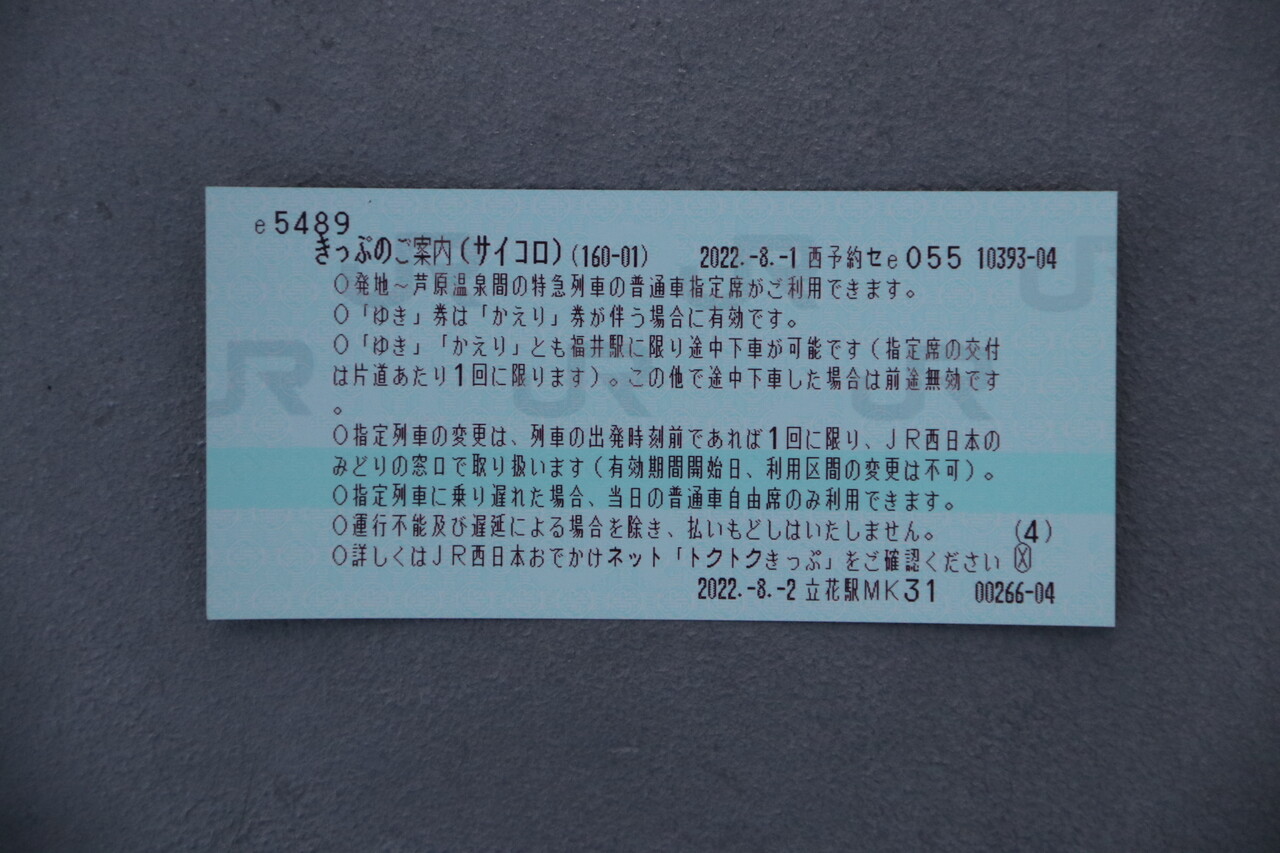 e5489
きっぷのご案内(サイコロ)(160-01) 2022.-8.-1 西予約セe 055 10393-04
〇発地~芦原温泉間の特急列車の普通車指定席がご利用できます。
〇「ゆき」券は「かえり」券が伴う場合に有効です。
〇「ゆき」「かえり」とも福井駅に限り途中下車が可能です(指定席の交付
は片道あたり1回に限ります)。この他で途中下車した場合は前途無効です
。
〇指定列車の変更は、列車の出発時刻前であれば1回に限り、JR西日本の
みどりの窓口で取り扱います(有効期間開始日、利用区間の変更は不可)。
〇指定列車に乗り遅れた場合、当日の普通車自由席のみ利用できます。
〇運行不能及び遅延による場合を除き、払いもどしはいたしません。 (4)
〇詳しくはJR西日本おでかけネット「トクトクきっぷ」をご確認ください
2022.-8.-2 立花駅MK31 00266-04